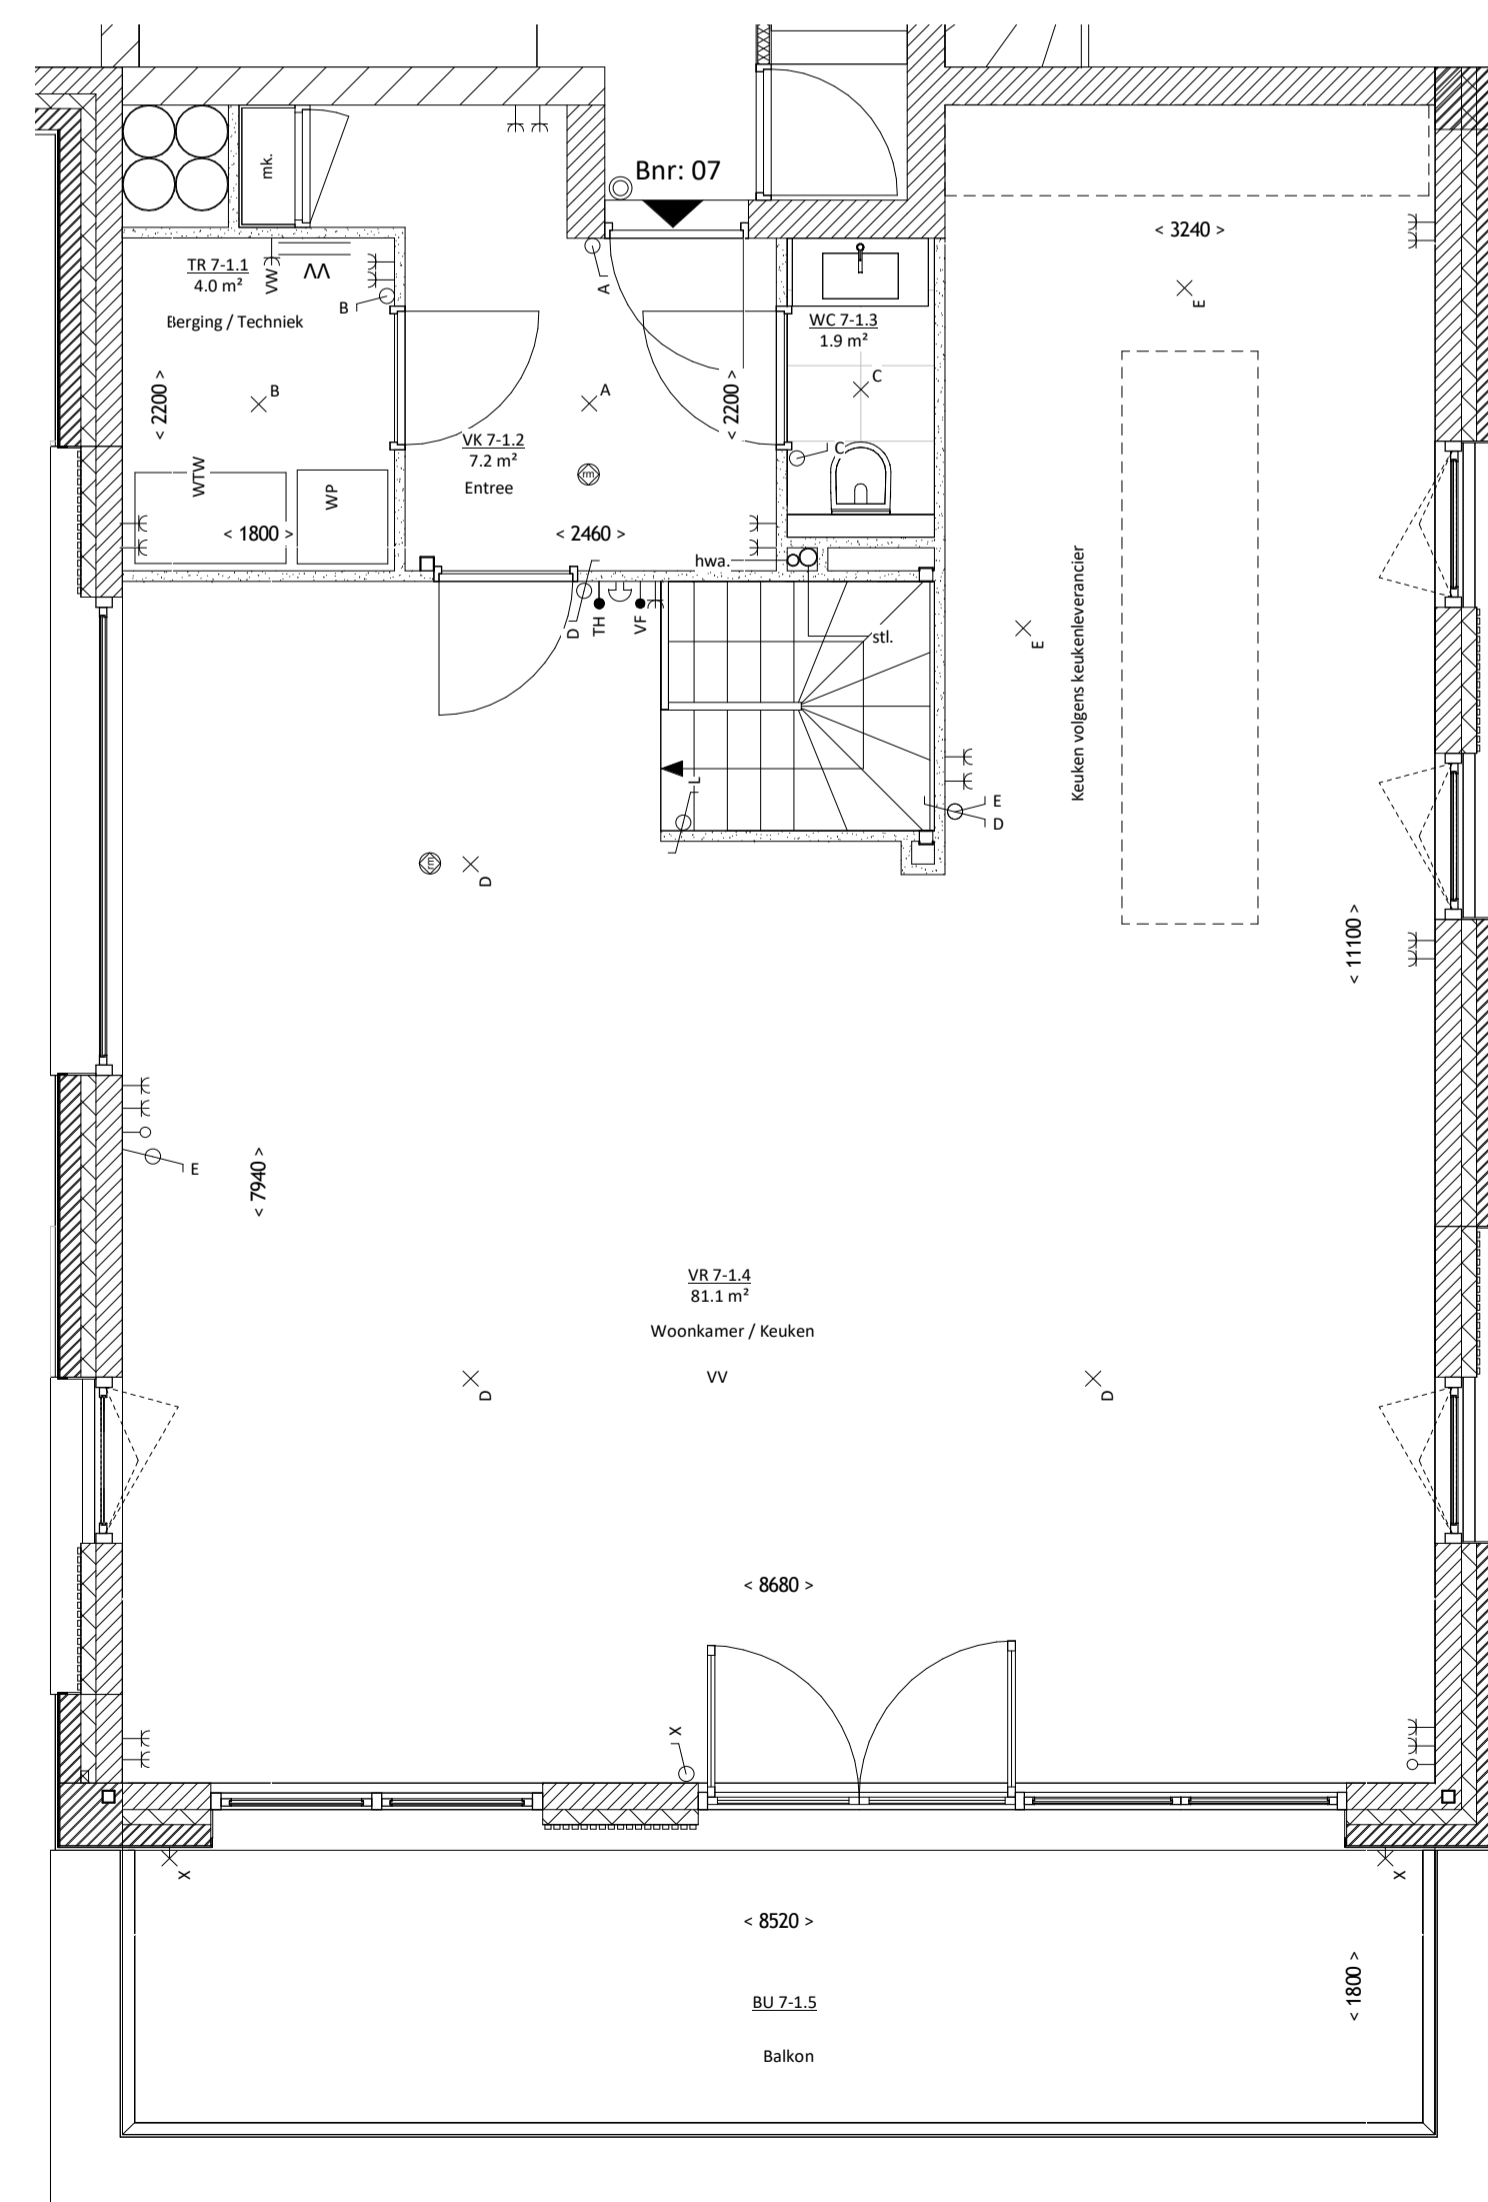 Bnr: 07
mk.
TR 7-1.1
4.0 m²
VW
Berging / Techniek
B
A
< 3240 >
E
WC 7-1.3
1.9 m²
< 2200 >
B
A
< 2200 >
C
VK 7-1.2
7.2 m²
Entree
C
WTW
WP
< 1800 >
< 2460 >
hwa.
D
TH
VF
stl.
E
Keuken volgens keukenleverancier
L
E
D
D
< 11100 >
E
< 7940 >
VR 7-1.4
81.1 m²
Woonkamer / Keuken
VV
D
D
< 8680 >
X
X
X
< 8520 >
< 1800 >
BU 7-1.5
Balkon